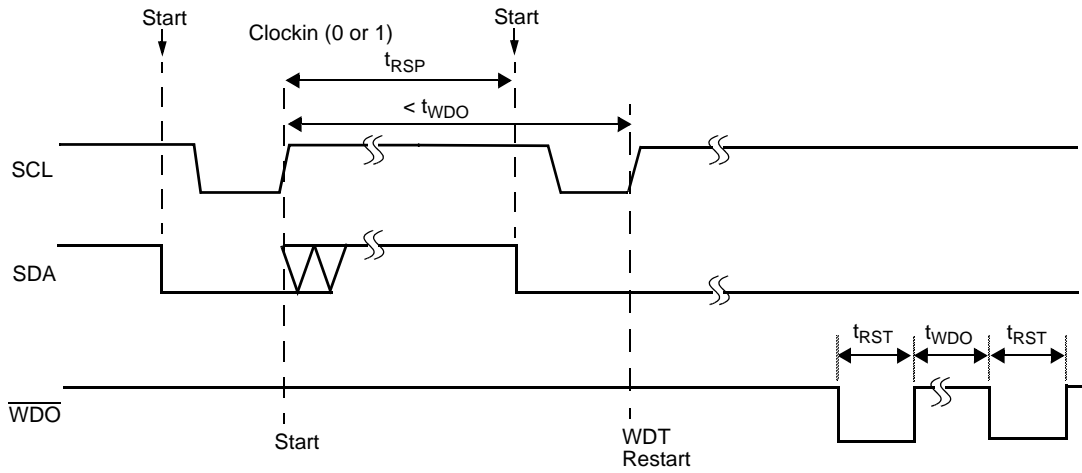 Start
Start
Clockin (0 or 1)
tRSP
< tWDO
SCL
SDA
tRST
tWDO
tRST
WDO
Start
WDT
Restart